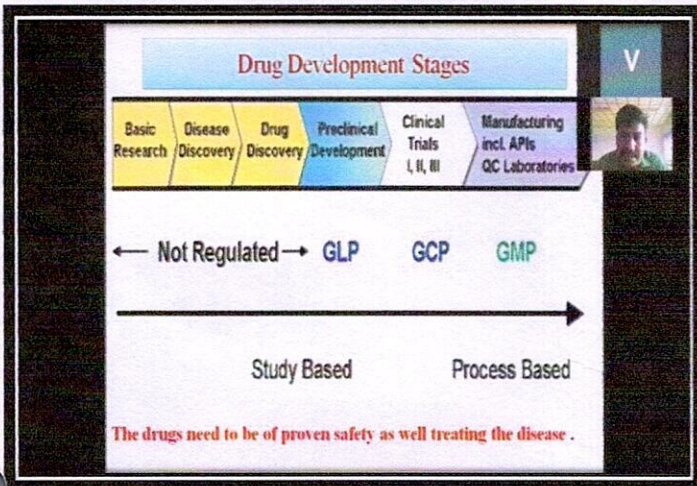 Drug Development Stages
V
Basic
Research
Disease
Discovery
Drug
Discovery
Preclinical
Development
Clinical
Trials
I, II, III
Manufacturing
incl. APIs
QC Laboratories
Not Regulated
GLP
GCP
GMP
Study Based
Process Based
The drugs need to be of proven safety as well treating the disease .